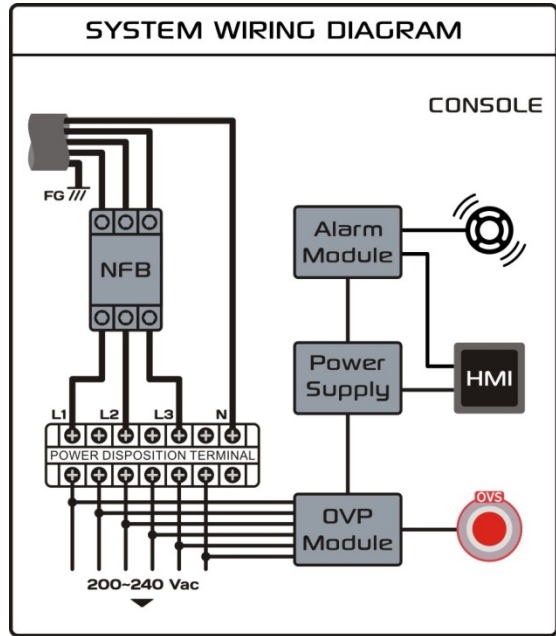 SYSTEM WIRING DIAGRAM
CONSOLE
FG
NFB
Alarm
Module
Power
Supply
HMI
L1 L2 L3 N
POWER DISPOSITION TERMINAL
OVP
Module
OVS
200~240 Vac